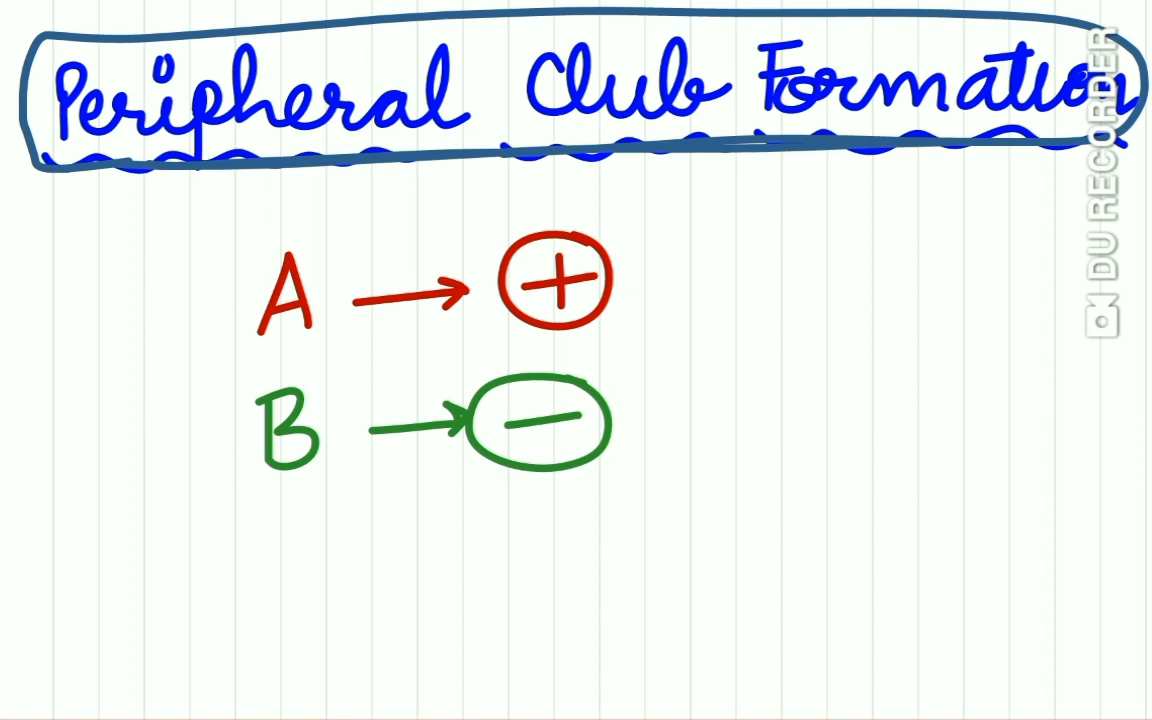 Peripheral Club Formation
A → +
B → −
DU RECORDER